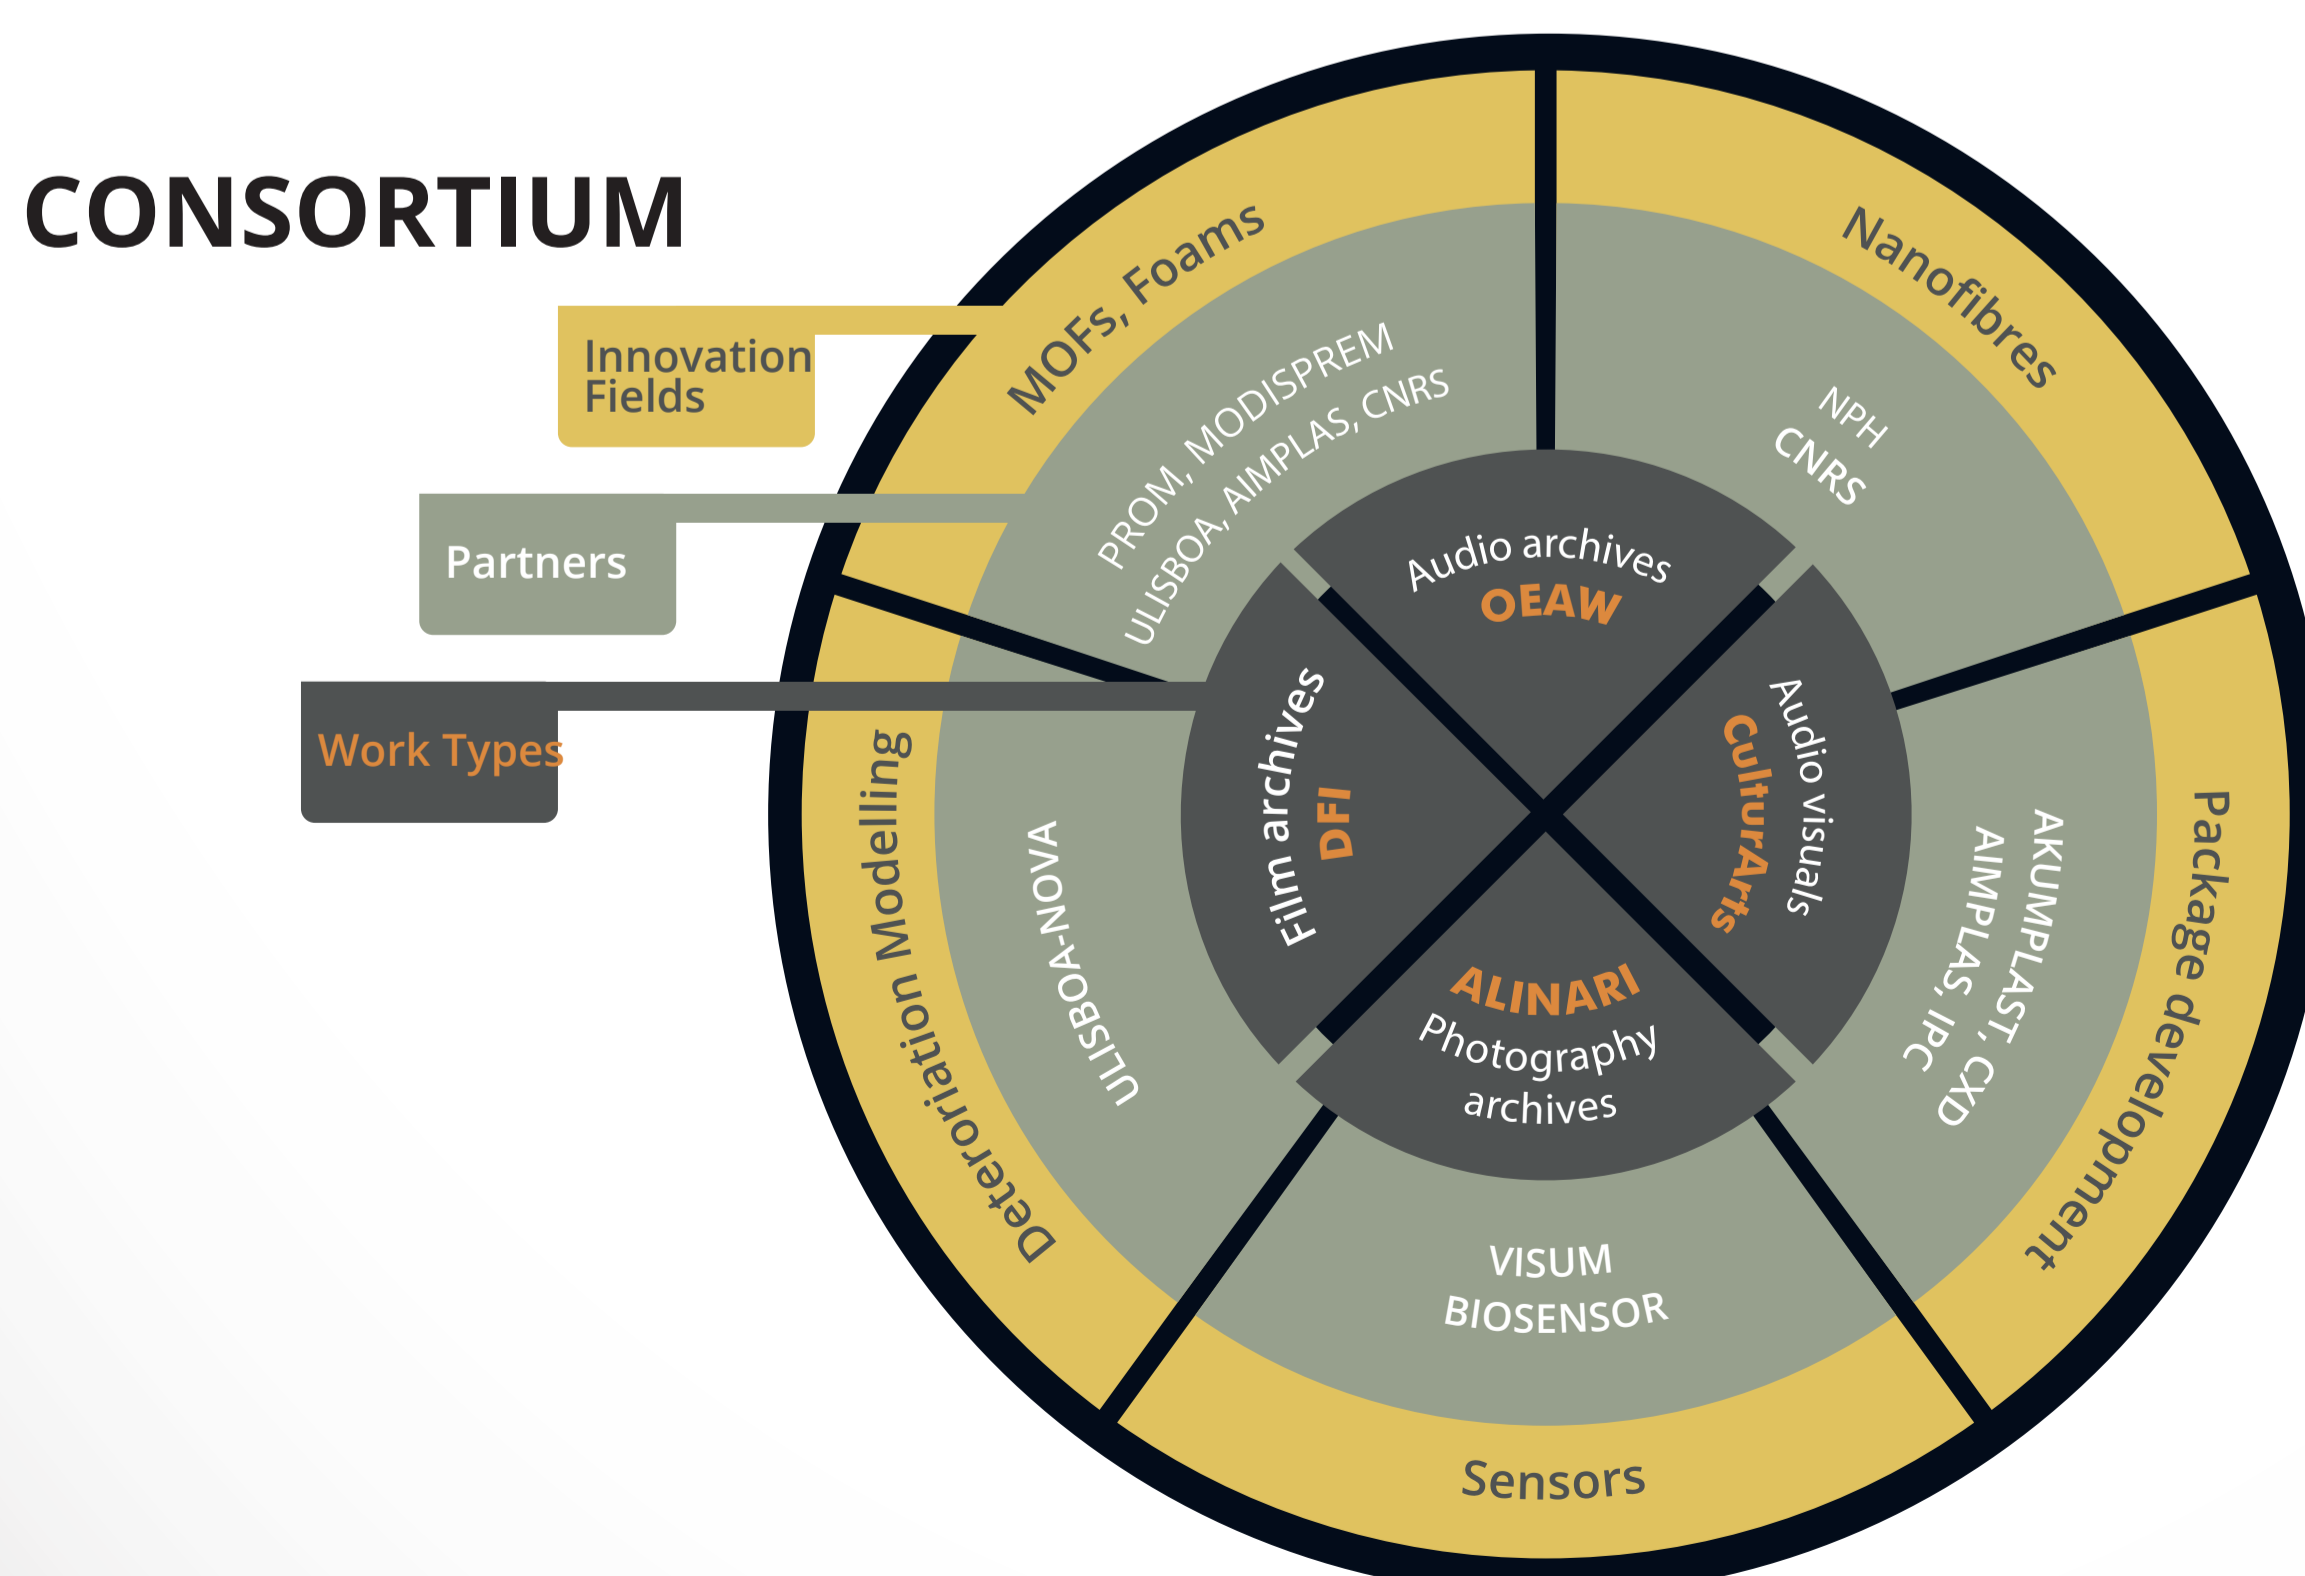 CONSORTIUM
Innovation
Fields
Partners
Work Types
MOFs, Foams
PROM, MODISPREM
ULISBOA, AIMPLAS, CNRS
Nanofibres
NPH
CNRS
Package development
AKUMPLAST, CXD
AIMPLAS, IPC
Sensors
VISUM
BIOSENSOR
Deterioriation Modelling
ULISBOA-NOVA
Audio archives
OEAW
Audio visuals
CulturArts
ALINARI
Photography
archives
Film archives
DFI